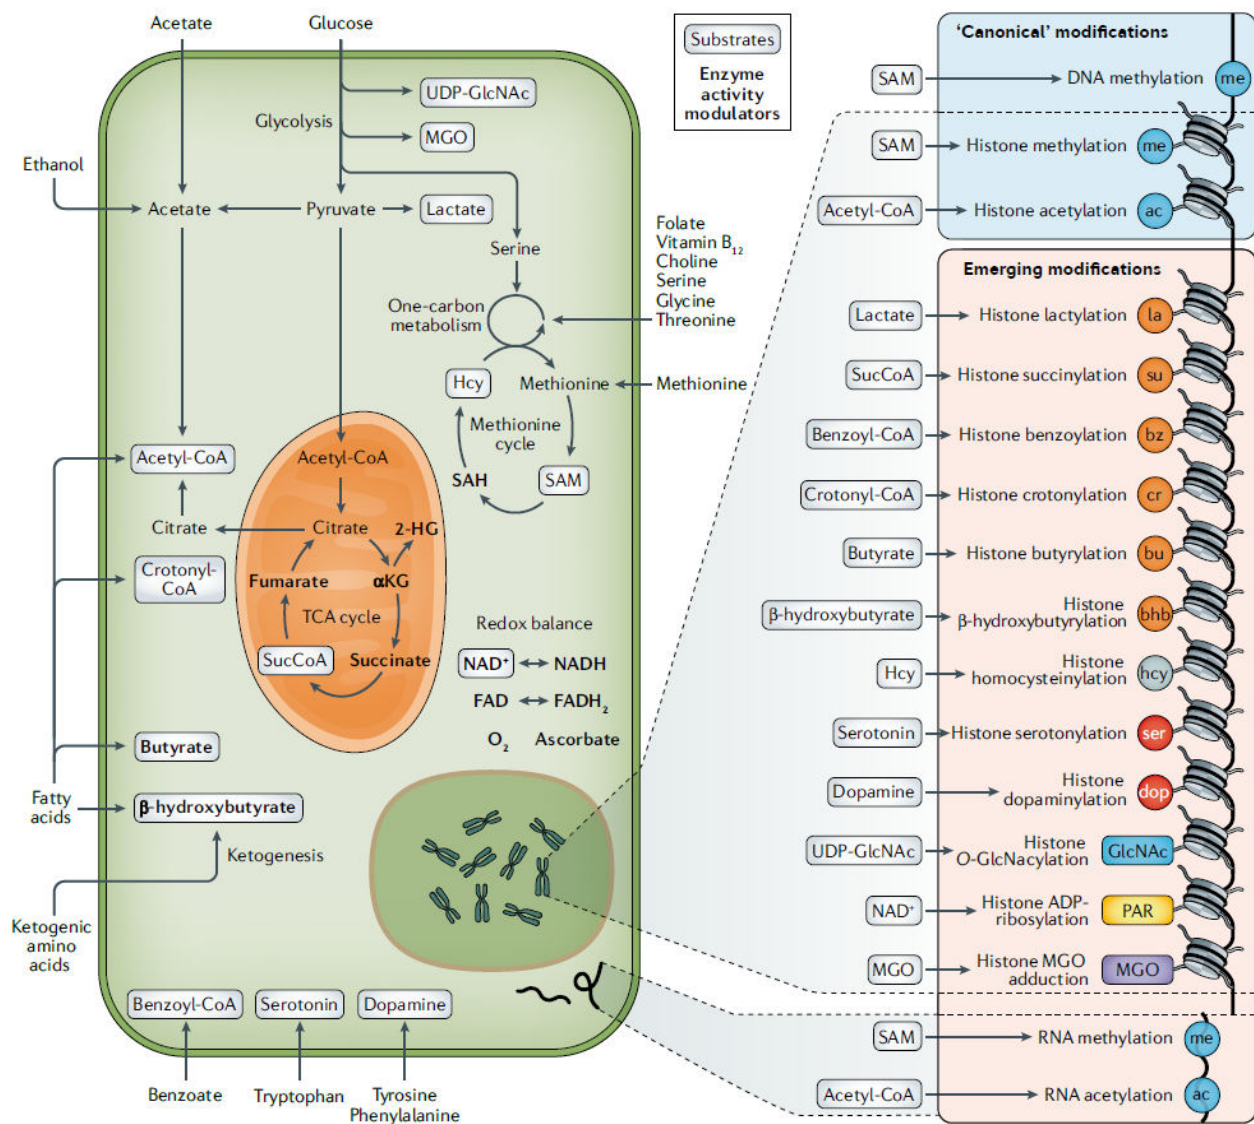 Acetate
Glucose
UDP-GlcNAc
Glycolysis
MGO
Ethanol
Acetate
Pyruvate
Lactate
Serine
Folate
Vitamin B₁₂
Choline
Serine
Glycine
Threonine
One-carbon
metabolism
Hcy
Methionine
Methionine
Methionine
cycle
SAH
SAM
Acetyl-CoA
Acetyl-CoA
Citrate
Citrate
2-HG
Crotonyl-
CoA
Fumarate
αKG
TCA cycle
SucCoA
Succinate
Redox balance
NAD⁺
NADH
FAD
FADH₂
O₂
Ascorbate
Butyrate
Fatty
acids
β-hydroxybutyrate
Ketogenesis
Ketogenic
amino
acids
Benzoyl-CoA
Serotonin
Dopamine
Benzoate
Tryptophan
Tyrosine
Phenylalanine
Substrates
Enzyme
activity
modulators
‘Canonical’ modifications
SAM
DNA methylation
me
SAM
Histone methylation
me
Acetyl-CoA
Histone acetylation
ac
Emerging modifications
Lactate
Histone lactylation
la
SucCoA
Histone succinylation
su
Benzoyl-CoA
Histone benzoylation
bz
Crotonyl-CoA
Histone crotonylation
cr
Butyrate
Histone butyrylation
bu
β-hydroxybutyrate
Histone
β-hydroxybutyrylation
bhb
Hcy
Histone
homocysteinylation
hcy
Serotonin
Histone serotonylation
ser
Dopamine
Histone
dopaminylation
dop
UDP-GlcNAc
Histone
O-GlcNacylation
GlcNAc
NAD⁺
Histone ADP-
ribosylation
PAR
MGO
Histone MGO
adduction
MGO
SAM
RNA methylation
me
Acetyl-CoA
RNA acetylation
ac